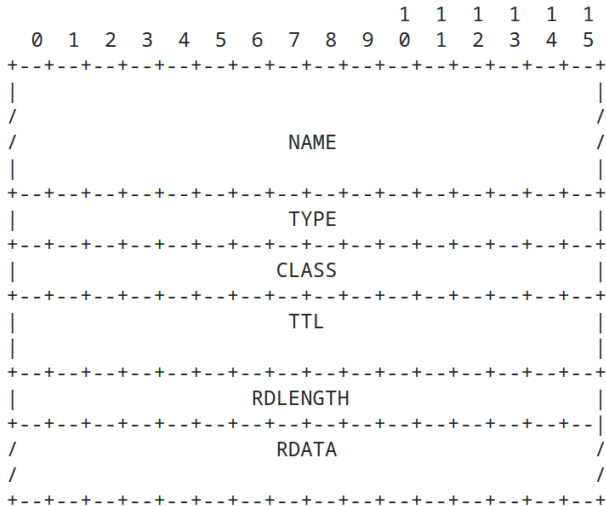 1  1  1  1  1  1
  0  1  2  3  4  5  6  7  8  9  0  1  2  3  4  5
+--+--+--+--+--+--+--+--+--+--+--+--+--+--+--+--+
|                                               |
/                                               /
/                      NAME                     /
|                                               |
+--+--+--+--+--+--+--+--+--+--+--+--+--+--+--+--+
|                      TYPE                     |
+--+--+--+--+--+--+--+--+--+--+--+--+--+--+--+--+
|                     CLASS                     |
+--+--+--+--+--+--+--+--+--+--+--+--+--+--+--+--+
|                      TTL                      |
|                                               |
+--+--+--+--+--+--+--+--+--+--+--+--+--+--+--+--+
|                   RDLENGTH                    |
+--+--+--+--+--+--+--+--+--+--+--+--+--+--+--+--|
/                     RDATA                     /
/                                               /
+--+--+--+--+--+--+--+--+--+--+--+--+--+--+--+--+